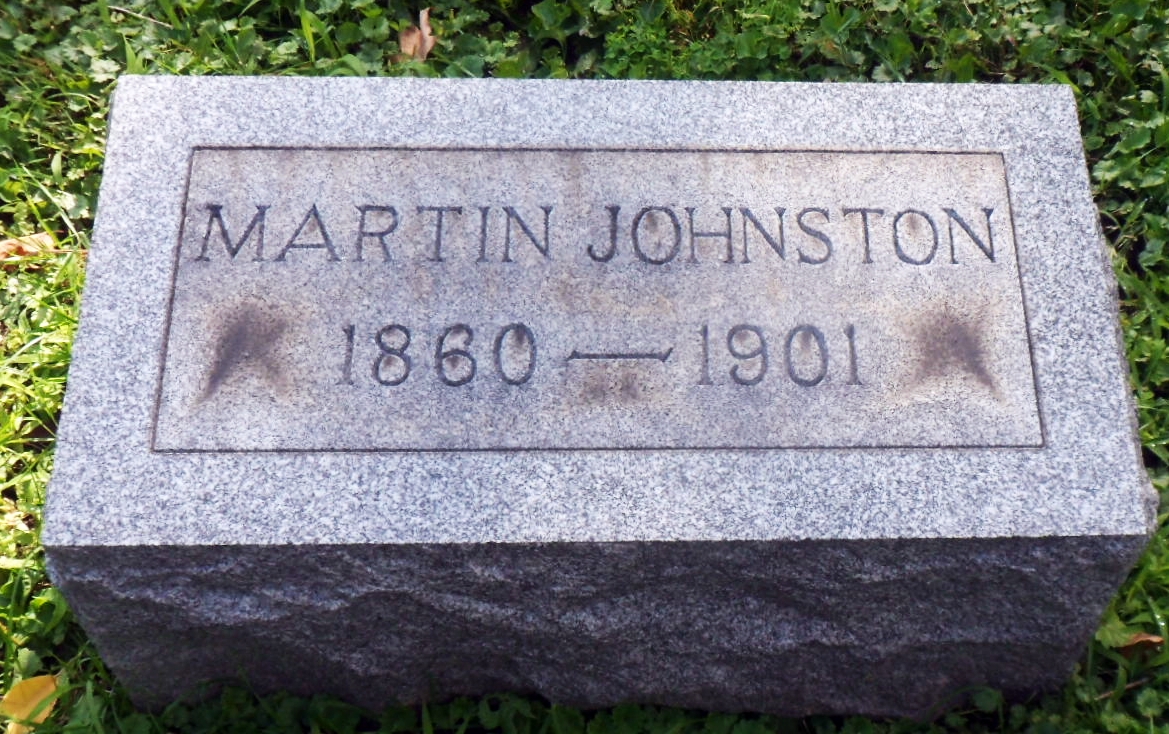 MARTIN JOHNSTON
1860 — 1901